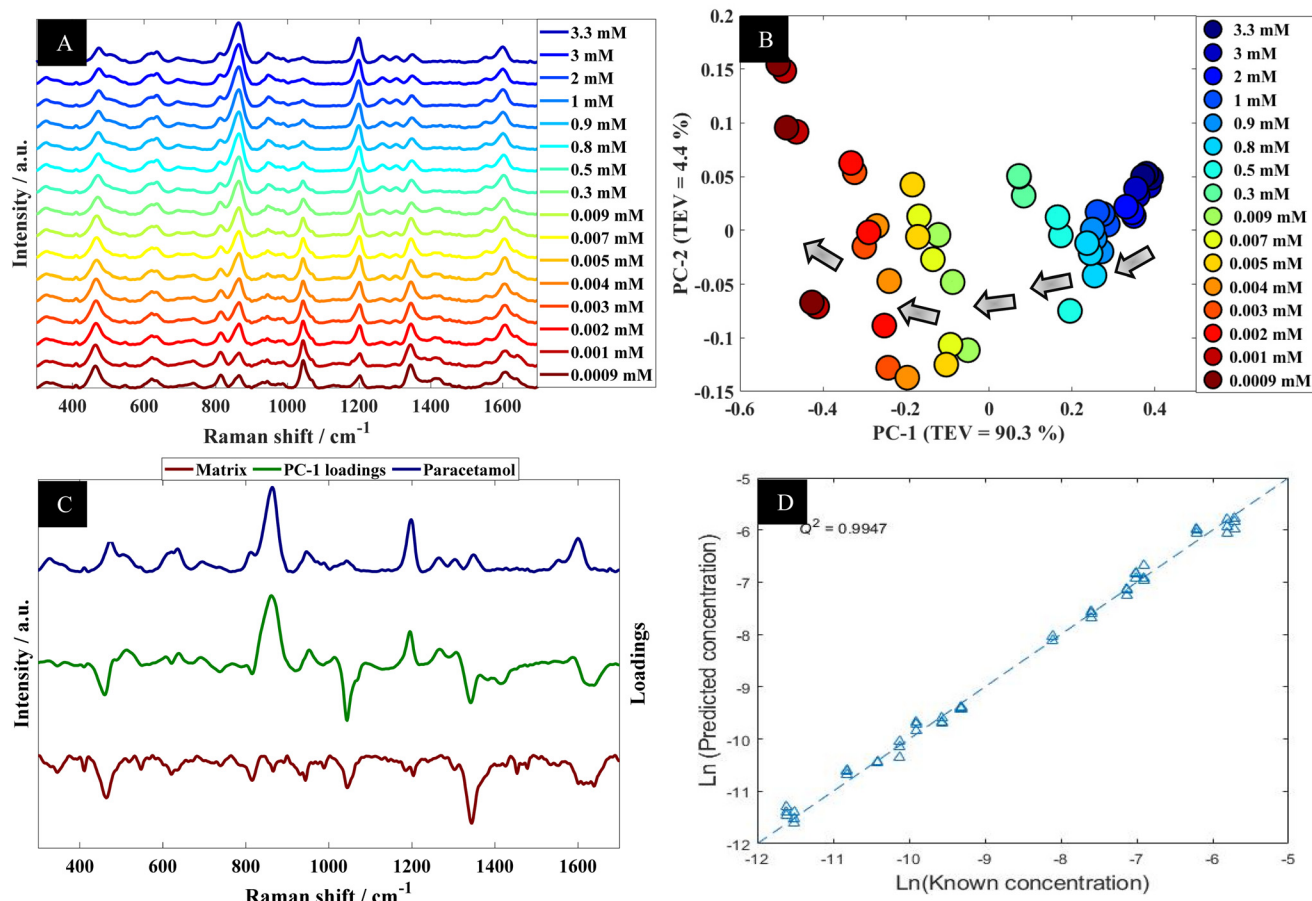 A
Intensity / a.u.
3.3 mM
3 mM
2 mM
1 mM
0.9 mM
0.8 mM
0.5 mM
0.3 mM
0.009 mM
0.007 mM
0.005 mM
0.004 mM
0.003 mM
0.002 mM
0.001 mM
0.0009 mM
400 600 800 1000 1200 1400 1600
Raman shift / cm⁻¹
B
PC-2 (TEV = 4.4 %)
0.2
0.15
0.1
0.05
0
-0.05
-0.1
-0.15
-0.6 -0.4 -0.2 0 0.2 0.4
PC-1 (TEV = 90.3 %)
3.3 mM
3 mM
2 mM
1 mM
0.9 mM
0.8 mM
0.5 mM
0.3 mM
0.009 mM
0.007 mM
0.005 mM
0.004 mM
0.003 mM
0.002 mM
0.001 mM
0.0009 mM
Matrix PC-1 loadings Paracetamol
C
Intensity / a.u.
Loadings
400 600 800 1000 1200 1400 1600
Raman shift / cm⁻¹
D
Q² = 0.9947
Ln (Predicted concentration)
-5
-6
-7
-8
-9
-10
-11
-12
-12 -11 -10 -9 -8 -7 -6 -5
Ln(Known concentration)